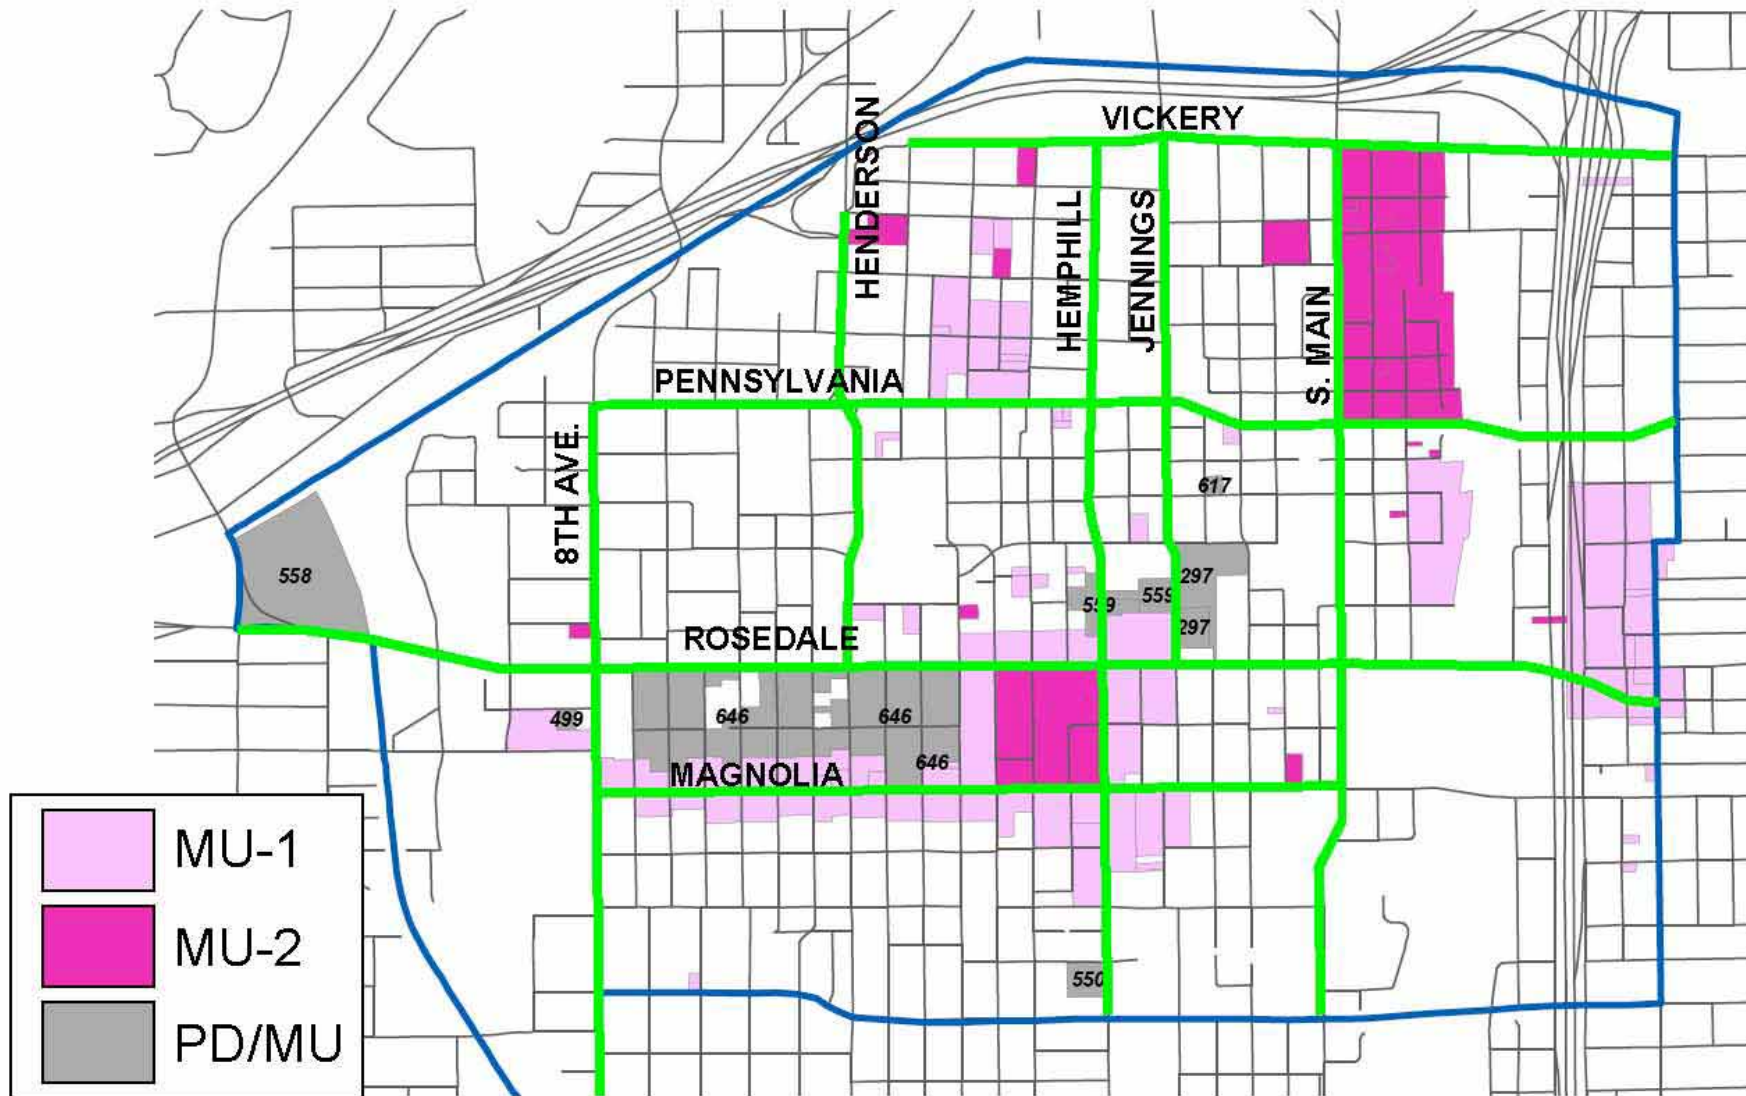 VICKERY
HENDERSON
HEMPHILL
JENNINGS
S. MAIN
PENNSYLVANIA
8TH AVE.
617
558
297
559
559
297
ROSEDALE
499
646
646
646
MAGNOLIA
MU-1
MU-2
PD/MU
550